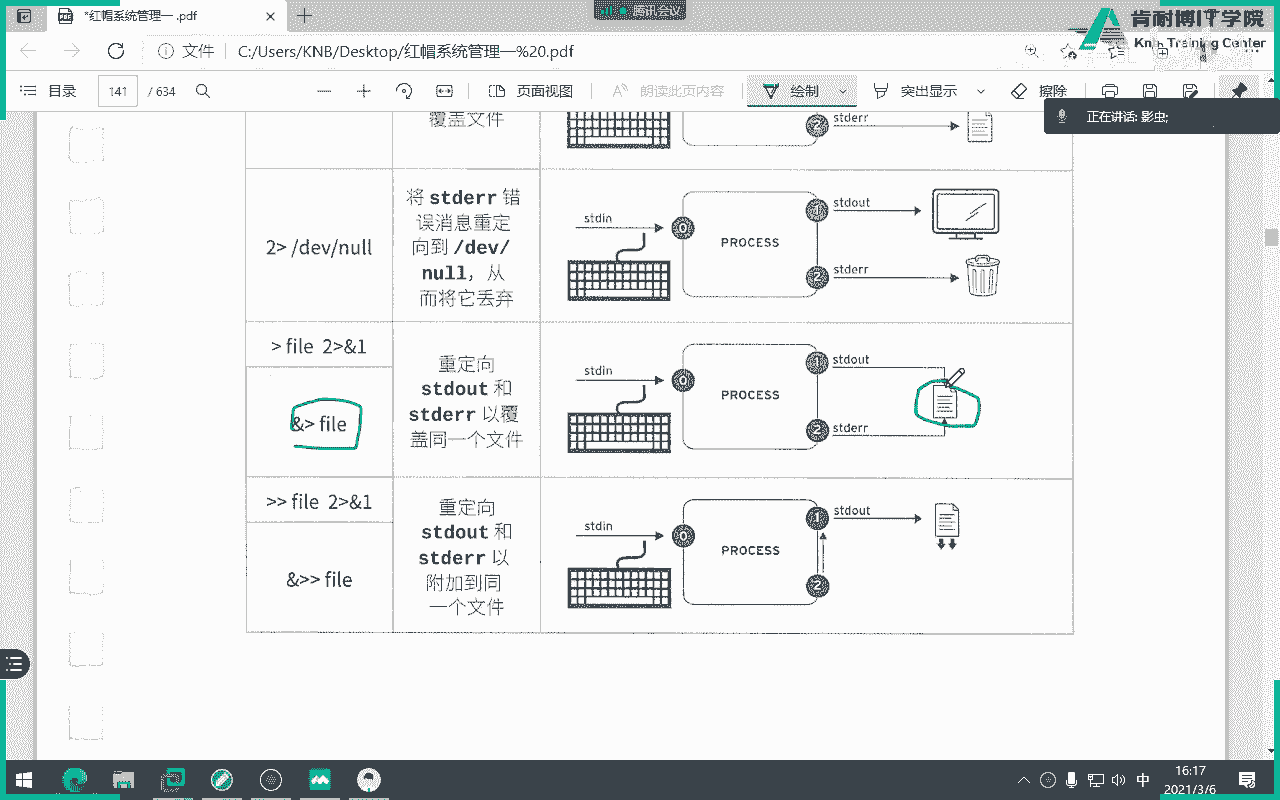 *红帽系统管理一 .pdf
腾讯会议
肯耐博IT学院
Knb Training Center
文件
C:/Users/KNB/Desktop/红帽系统管理一%20.pdf
目录
141
/ 634
页面视图
朗读此页内容
绘制
突出显示
擦除
正在讲话: 影虫;
覆盖文件
2
stderr
2> /dev/null
将 stderr 错
误消息重定
向到 /dev/
null，从
而将它丢弃
stdin
0
PROCESS
1
stdout
2
stderr
> file 2>&1
&> file
重定向
stdout 和
stderr 以覆
盖同一个文件
stdin
0
PROCESS
1
stdout
2
stderr
>> file 2>&1
&>> file
重定向
stdout 和
stderr 以
附加到同
一个文件
stdin
0
PROCESS
1
stdout
2
中
16:17
2021/3/6